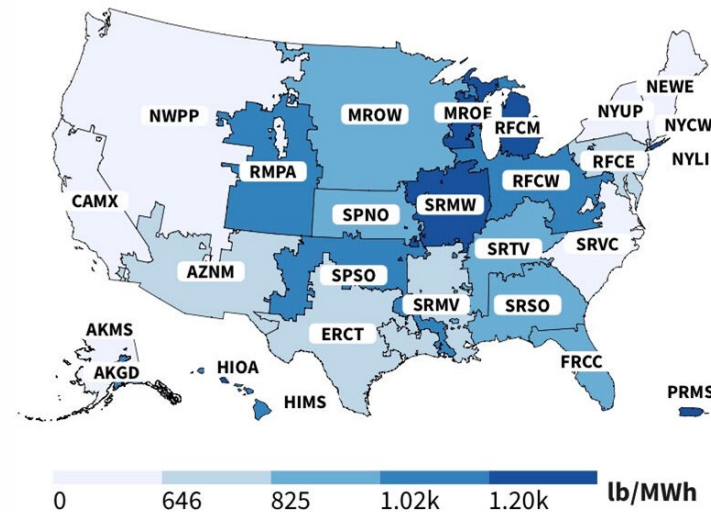 NEWE
NWPP
MROW
MROE
NYUP
NYCW
RFCM
RFCE
NYLI
RMPA
RFCW
CAMX
SPNO
SRMW
SRTV
SRVC
AZNM
SPSO
SRMV
SRSO
ERCT
AKMS
FRCC
AKGD
HIOA
HIMS
PRMS
0 646 825 1.02k 1.20k lb/MWh